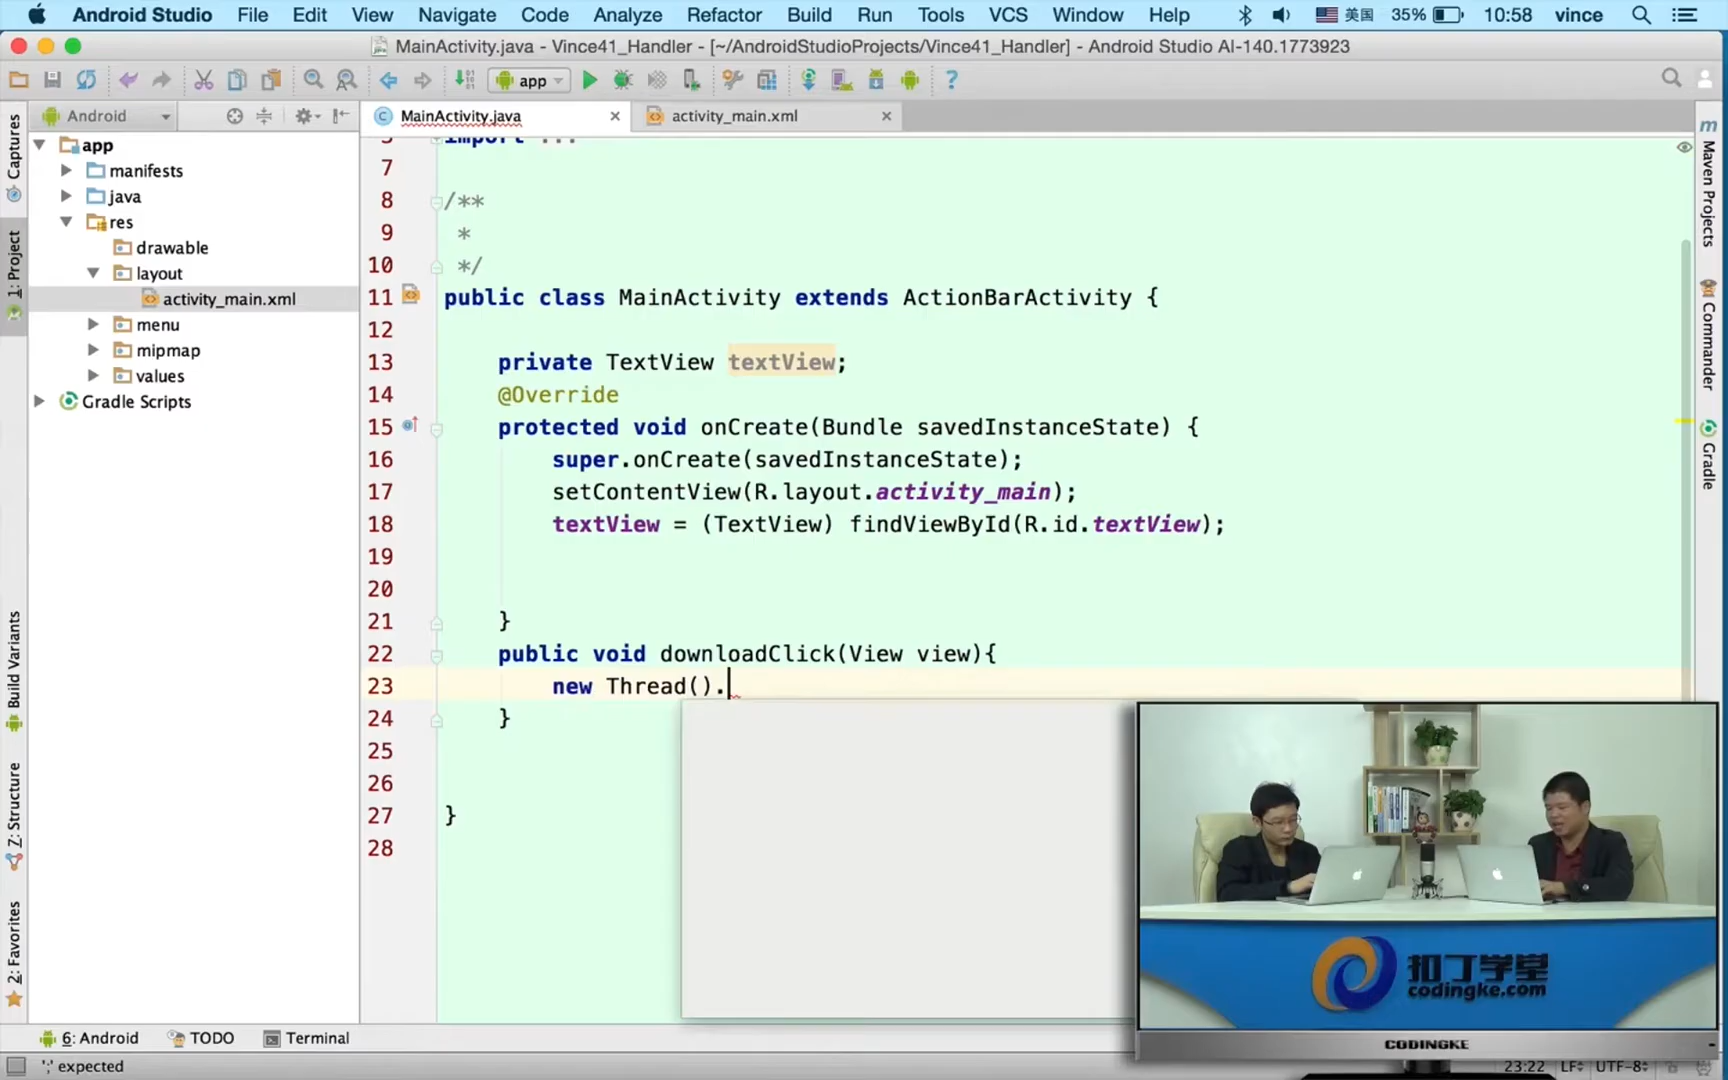 Android Studio File Edit View Navigate Code Analyze Refactor Build Run Tools VCS Window Help 美国 35% 10:58 vince
MainActivity.java - Vince41_Handler - [~/AndroidStudioProjects/Vince41_Handler] - Android Studio AI-140.1773923
app
Android
MainActivity.java
activity_main.xml
app
manifests
java
res
drawable
layout
activity_main.xml
menu
mipmap
values
Gradle Scripts
Captures
1: Project
Build Variants
Z: Structure
2: Favorites
import ...
7
8 /**
9 *
10 */
11 public class MainActivity extends ActionBarActivity {
12
13 private TextView textView;
14 @Override
15 protected void onCreate(Bundle savedInstanceState) {
16 super.onCreate(savedInstanceState);
17 setContentView(R.layout.activity_main);
18 textView = (TextView) findViewById(R.id.textView);
19
20
21 }
22 public void downloadClick(View view){
23 new Thread().
24 }
25
26
27 }
28
m
Maven Projects
Commander
Gradle
扣丁学堂
codingke.com
CODINGKE
6: Android TODO Terminal
';' expected
23:22 LF UTF-8